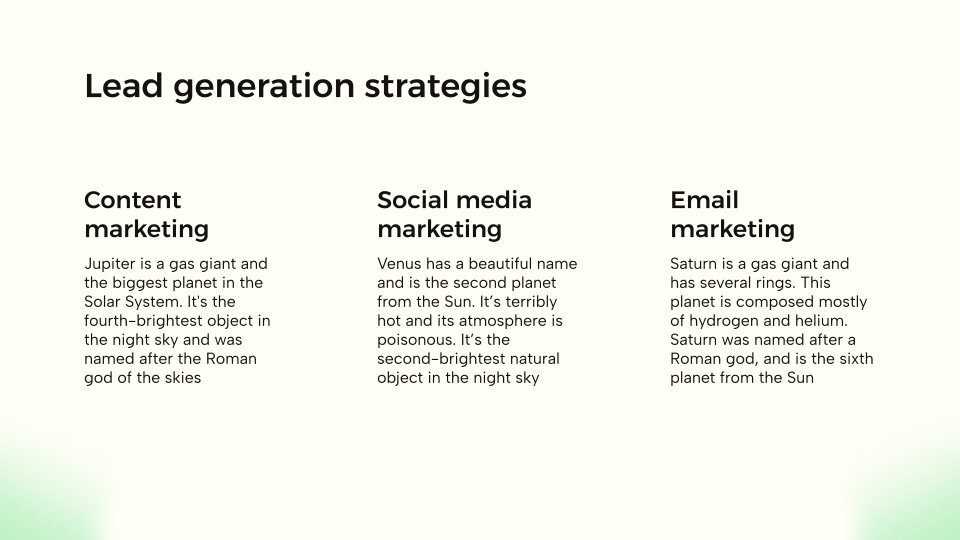 Lead generation strategies
Content
marketing
Jupiter is a gas giant and
the biggest planet in the
Solar System. It's the
fourth-brightest object in
the night sky and was
named after the Roman
god of the skies
Social media
marketing
Venus has a beautiful name
and is the second planet
from the Sun. It’s terribly
hot and its atmosphere is
poisonous. It’s the
second-brightest natural
object in the night sky
Email
marketing
Saturn is a gas giant and
has several rings. This
planet is composed mostly
of hydrogen and helium.
Saturn was named after a
Roman god, and is the sixth
planet from the Sun